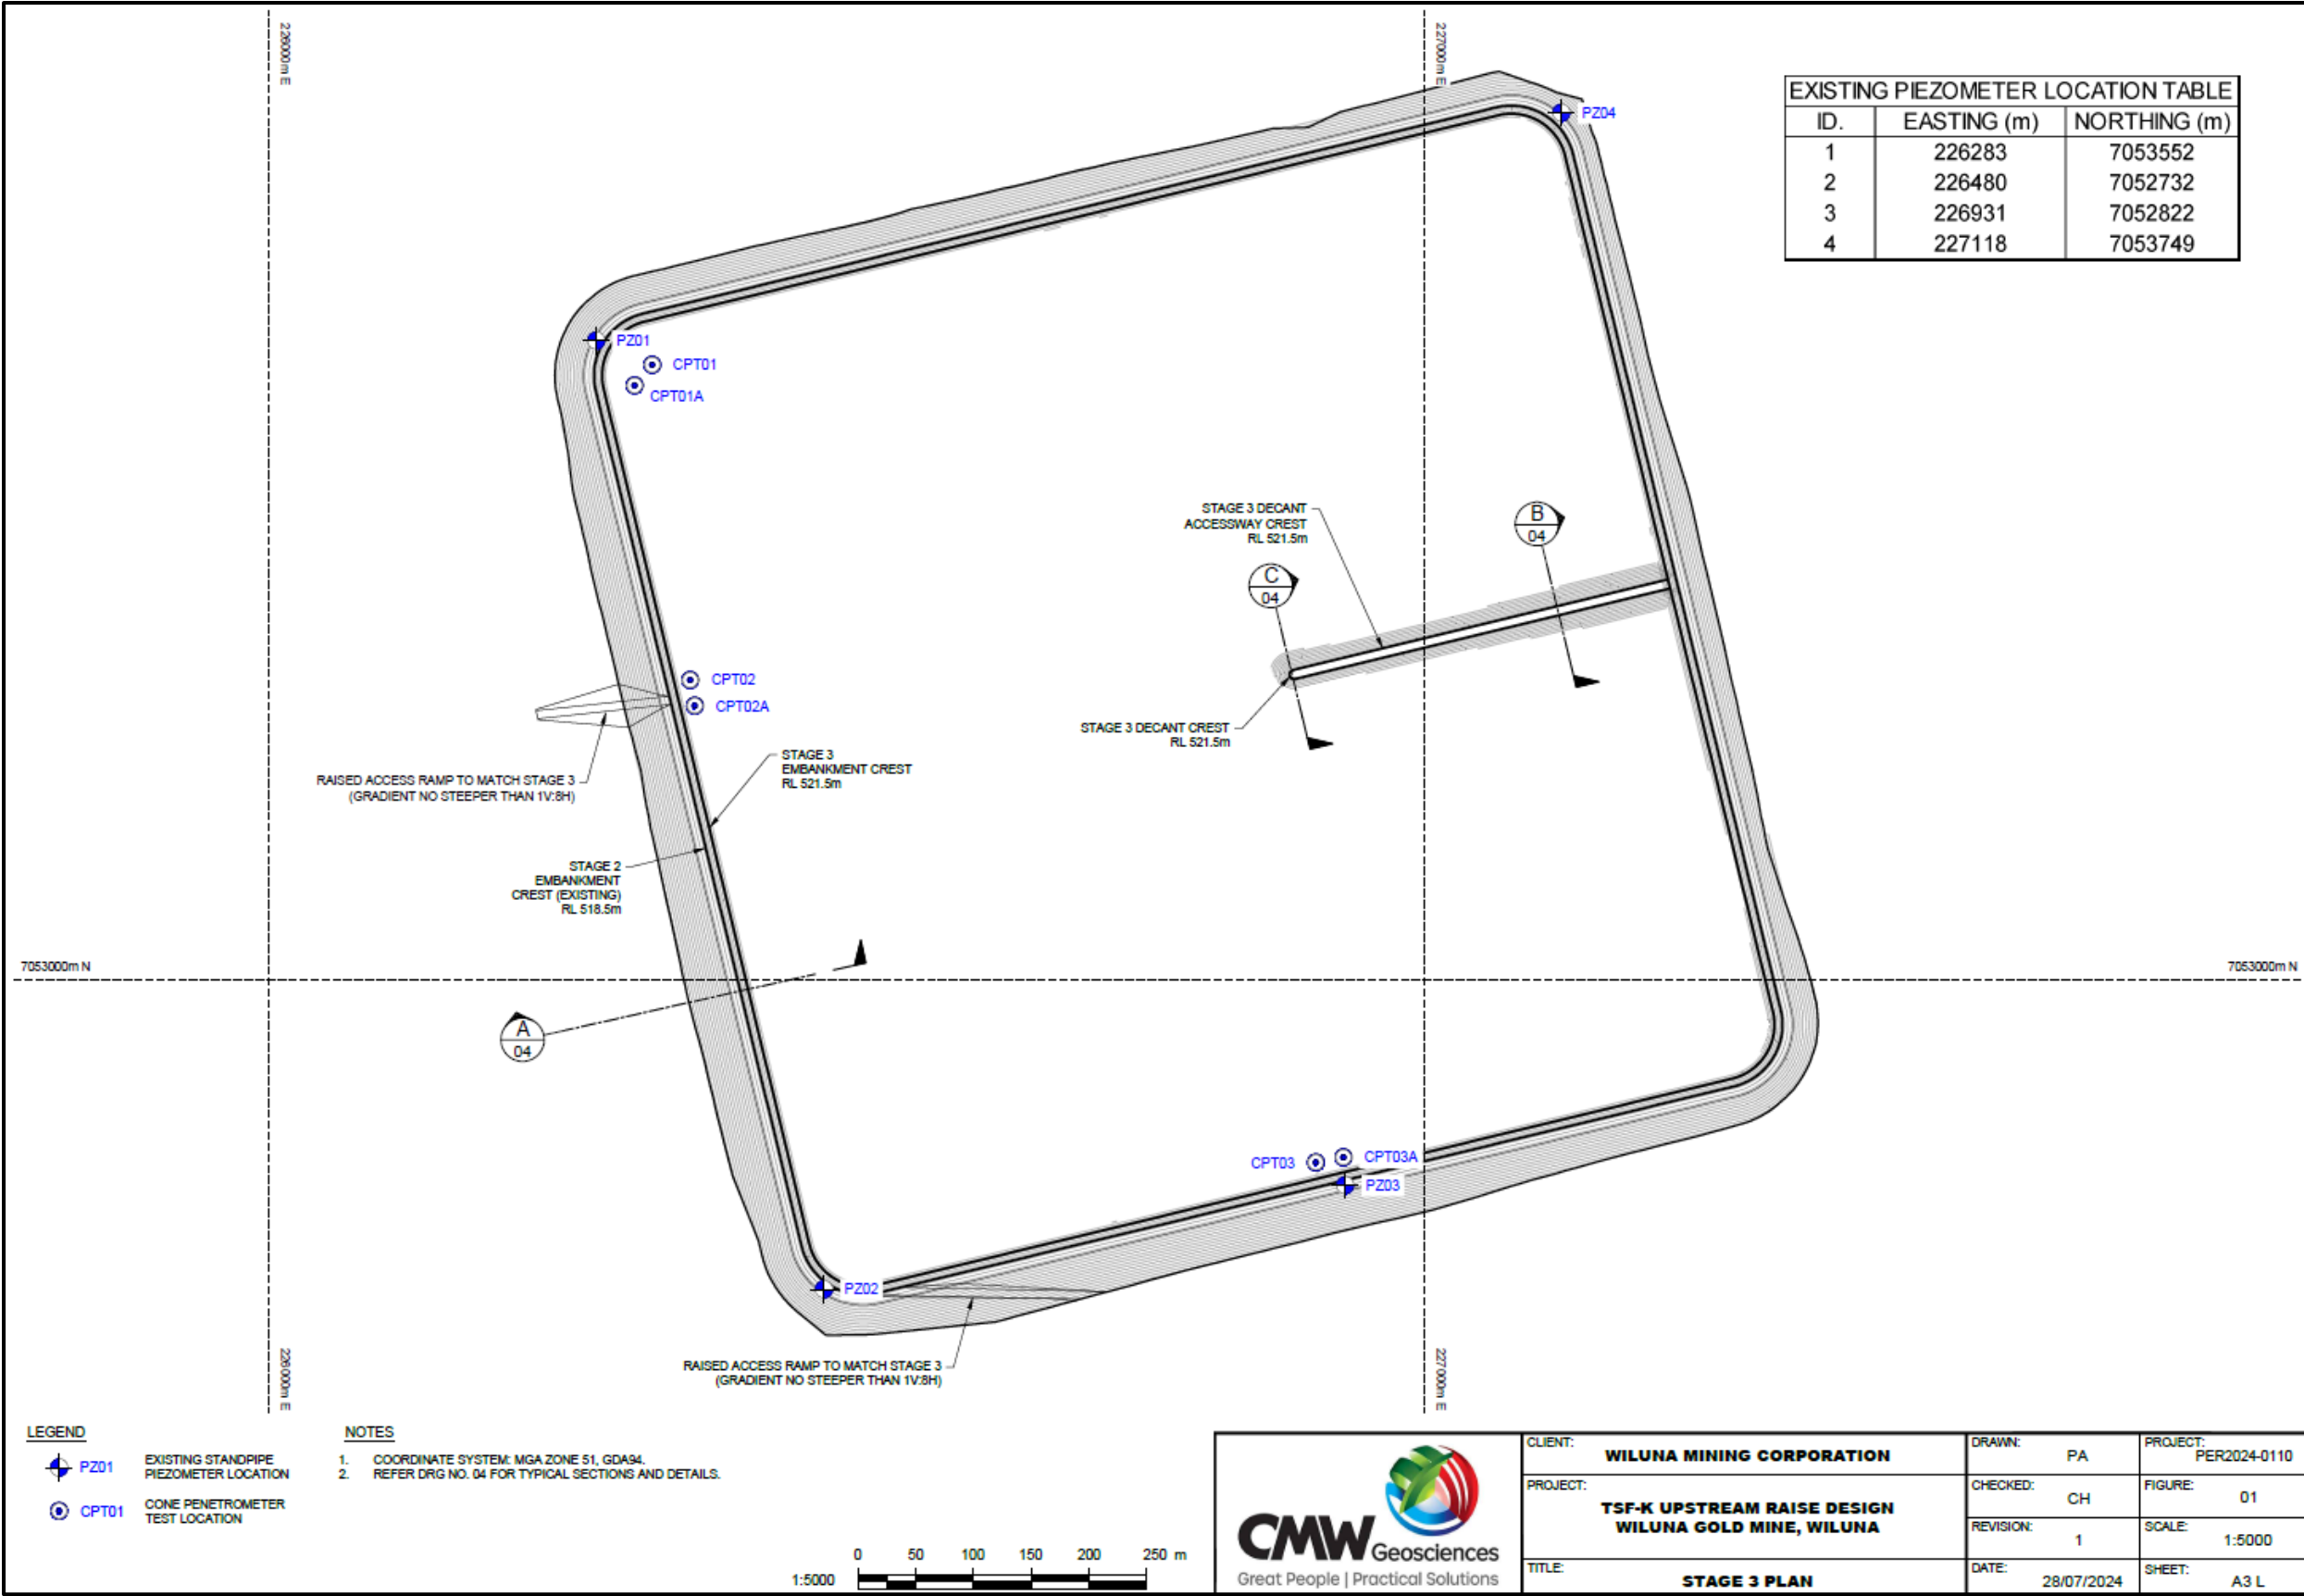 226000m E
227000m E
EXISTING PIEZOMETER LOCATION TABLE
ID. EASTING (m) NORTHING (m)
1 226283 7053552
2 226480 7052732
3 226931 7052822
4 227118 7053749
PZ04
PZ01
CPT01
CPT01A
STAGE 3 DECANT
ACCESSWAY CREST
RL 521.5m
B
04
C
04
CPT02
CPT02A
STAGE 3 DECANT CREST
RL 521.5m
STAGE 3
EMBANKMENT CREST
RL 521.5m
RAISED ACCESS RAMP TO MATCH STAGE 3
(GRADIENT NO STEEPER THAN 1V:8H)
STAGE 2
EMBANKMENT
CREST (EXISTING)
RL 518.5m
7053000m N
7053000m N
A
04
CPT03
CPT03A
PZ03
PZ02
RAISED ACCESS RAMP TO MATCH STAGE 3
(GRADIENT NO STEEPER THAN 1V:8H)
226000m E
227000m E
LEGEND
PZ01 EXISTING STANDPIPE
PIEZOMETER LOCATION
CPT01 CONE PENETROMETER
TEST LOCATION
NOTES
1. COORDINATE SYSTEM: MGA ZONE 51, GDA94.
2. REFER DRG NO. 04 FOR TYPICAL SECTIONS AND DETAILS.
0 50 100 150 200 250 m
1:5000
CMW Geosciences
Great People | Practical Solutions
CLIENT:
WILUNA MINING CORPORATION
PROJECT:
TSF-K UPSTREAM RAISE DESIGN
WILUNA GOLD MINE, WILUNA
TITLE:
STAGE 3 PLAN
DRAWN: PA
PROJECT: PER2024-0110
CHECKED: CH
FIGURE: 01
REVISION: 1
SCALE: 1:5000
DATE: 28/07/2024
SHEET: A3 L